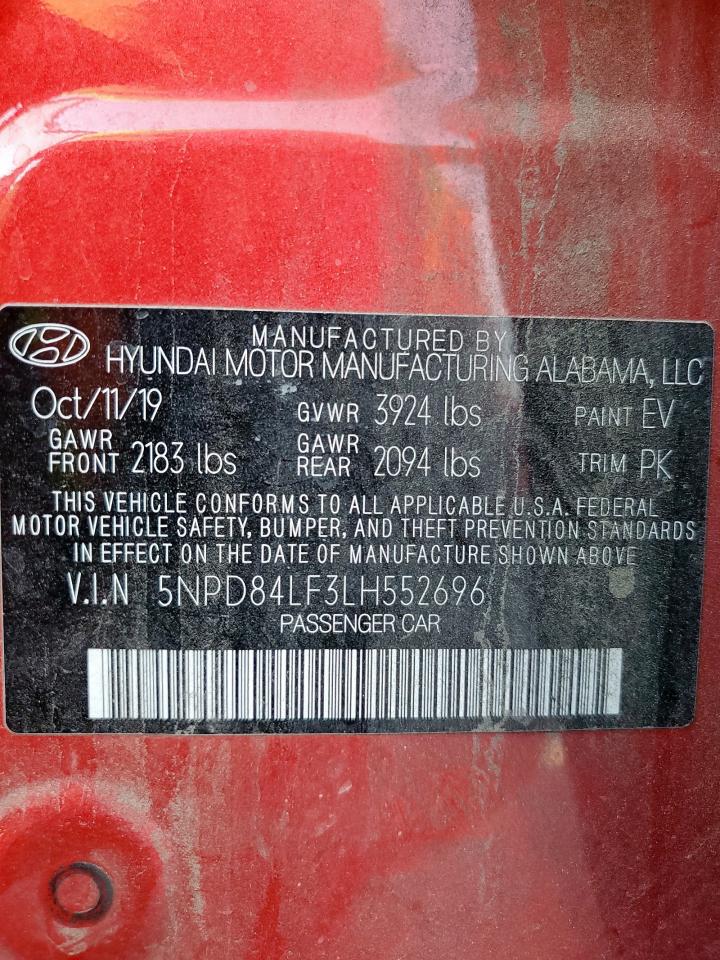 MANUFACTURED BY
HYUNDAI MOTOR MANUFACTURING ALABAMA, LLC
Oct/11/19 GVWR 3924 lbs PAINT EV
GAWR FRONT 2183 lbs GAWR REAR 2094 lbs TRIM PK
THIS VEHICLE CONFORMS TO ALL APPLICABLE U.S.A. FEDERAL
MOTOR VEHICLE SAFETY, BUMPER, AND THEFT PREVENTION STANDARDS
IN EFFECT ON THE DATE OF MANUFACTURE SHOWN ABOVE.
V.I.N 5NPD84LF3LH552696
PASSENGER CAR